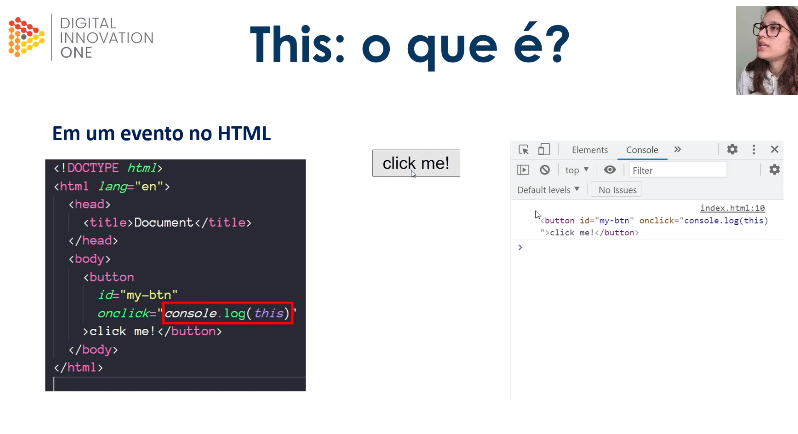 DIGITAL
INNOVATION
ONE
This: o que é?
Em um evento no HTML
<!DOCTYPE html>
<html lang="en">
<head>
<title>Document</title>
</head>
<body>
<button
id="my-btn"
onclick="console.log(this)"
>click me!</button>
</body>
</html>
click me!
Elements Console »
top Filter
Default levels No Issues
index.html:10
<button id="my-btn" onclick="console.log(this)
">click me!</button>
>